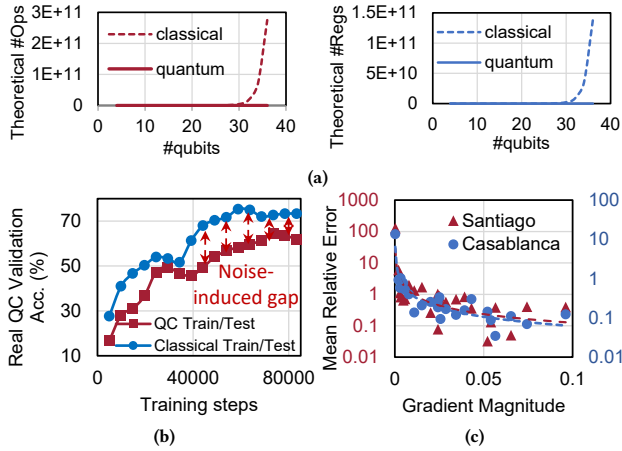 Theoretical #Ops
3E+11
2E+11
1E+11
0
classical
quantum
0 10 20 30 40
#qubits
Theoretical #Regs
1.5E+11
1E+11
5E+10
0
classical
quantum
0 10 20 30 40
#qubits
(a)
Real QC Validation
Acc. (%)
70
50
30
10
Noise-
induced gap
QC Train/Test
Classical Train/Test
0 40000 80000
Training steps
(b)
Mean Relative Error
1000
100
10
1
0.1
0.01
Santiago
Casablanca
100
10
1
0.1
0.01
0 0.05 0.1
Gradient Magnitude
(c)